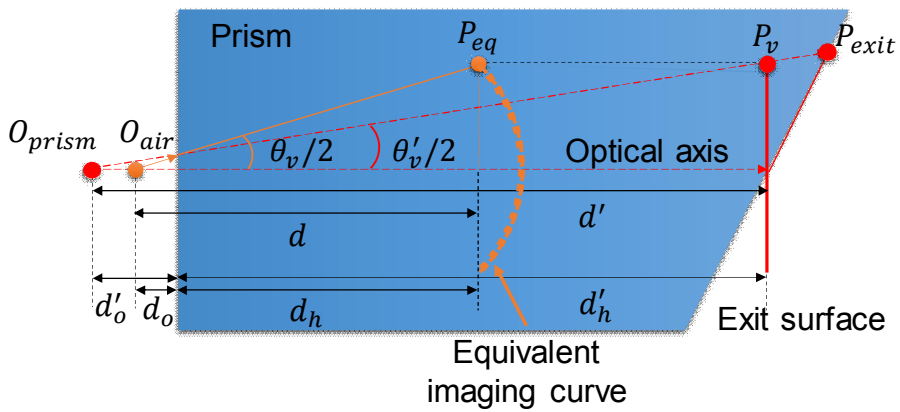 Prism
P_eq
P_v
P_exit
O_prism
O_air
θ_v/2
θ'_v/2
Optical axis
d
d'
d'_o
d_o
d_h
d'_h
Exit surface
Equivalent
imaging curve